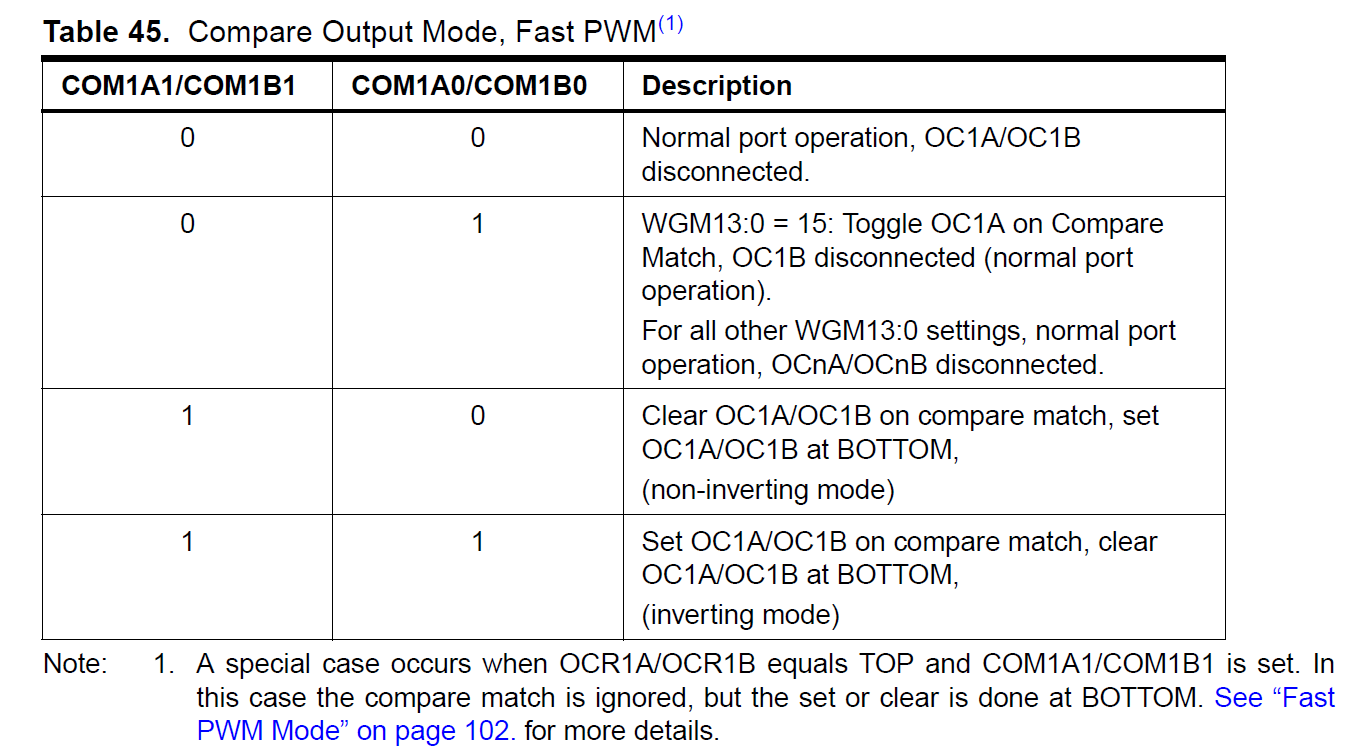 Table 45. Compare Output Mode, Fast PWM(1)
COM1A1/COM1B1 COM1A0/COM1B0 Description
0 0 Normal port operation, OC1A/OC1B
disconnected.
0 1 WGM13:0 = 15: Toggle OC1A on Compare
Match, OC1B disconnected (normal port
operation).
For all other WGM13:0 settings, normal port
operation, OCnA/OCnB disconnected.
1 0 Clear OC1A/OC1B on compare match, set
OC1A/OC1B at BOTTOM,
(non-inverting mode)
1 1 Set OC1A/OC1B on compare match, clear
OC1A/OC1B at BOTTOM,
(inverting mode)
Note: 1. A special case occurs when OCR1A/OCR1B equals TOP and COM1A1/COM1B1 is set. In
this case the compare match is ignored, but the set or clear is done at BOTTOM. See “Fast
PWM Mode” on page 102. for more details.